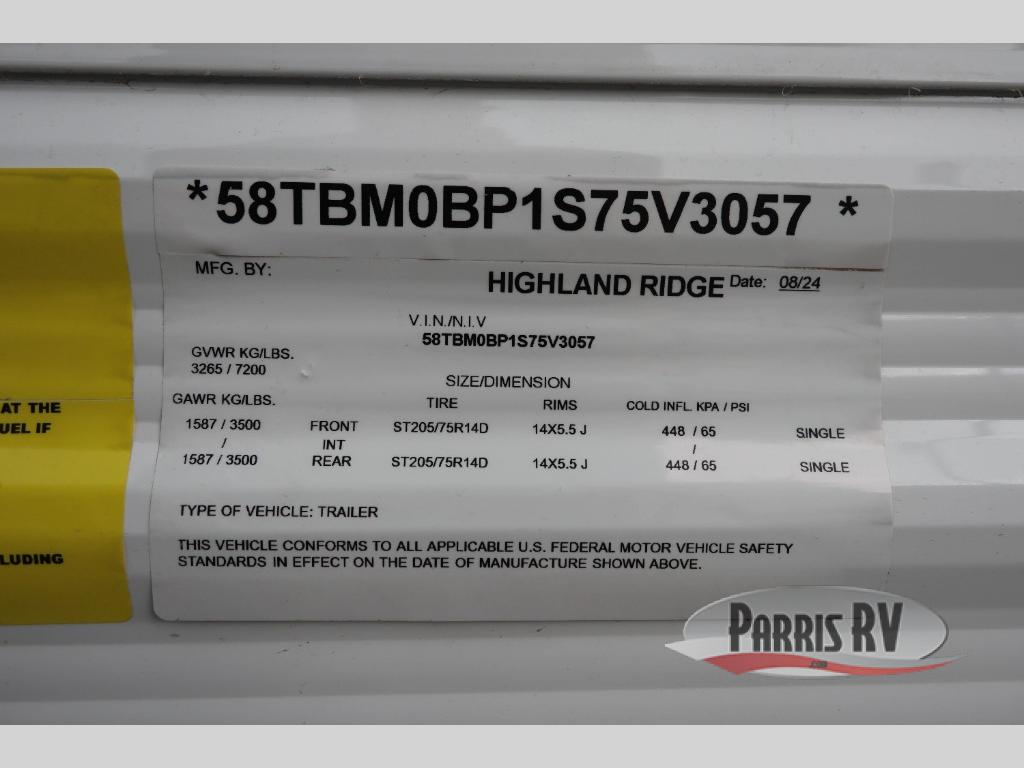 *58TBM0BP1S75V3057 *
MFG. BY:
HIGHLAND RIDGE Date: 08/24
V.I.N./N.I.V
58TBM0BP1S75V3057
GVWR KG/LBS.
3265 / 7200
SIZE/DIMENSION
GAWR KG/LBS. TIRE RIMS COLD INFL. KPA / PSI
1587 / 3500 FRONT ST205/75R14D 14X5.5 J 448 / 65 SINGLE
/ INT /
1587 / 3500 REAR ST205/75R14D 14X5.5 J 448 / 65 SINGLE
TYPE OF VEHICLE: TRAILER
THIS VEHICLE CONFORMS TO ALL APPLICABLE U.S. FEDERAL MOTOR VEHICLE SAFETY
STANDARDS IN EFFECT ON THE DATE OF MANUFACTURE SHOWN ABOVE.
AT THE
UEL IF
LUDING
PARRIS RV
.com